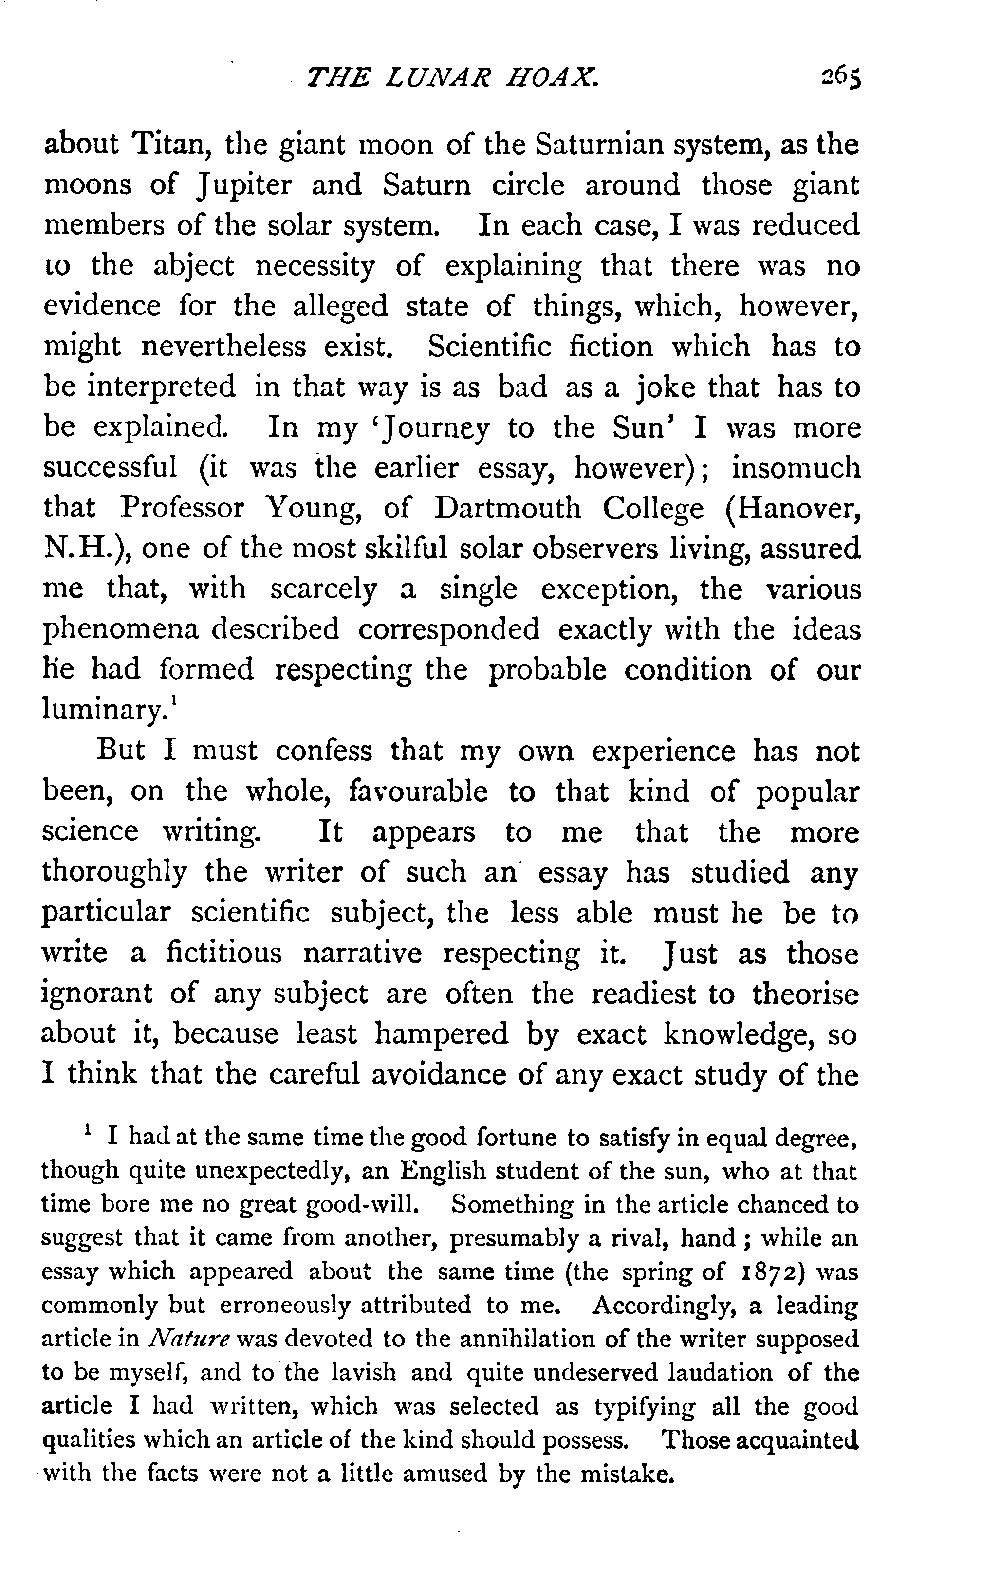 THE LUNAR HOAX. 265
about Titan, the giant moon of the Saturnian system, as the
moons of Jupiter and Saturn circle around those giant
members of the solar system. In each case, I was reduced
to the abject necessity of explaining that there was no
evidence for the alleged state of things, which, however,
might nevertheless exist. Scientific fiction which has to
be interpreted in that way is as bad as a joke that has to
be explained. In my ‘Journey to the Sun’ I was more
successful (it was the earlier essay, however); insomuch
that Professor Young, of Dartmouth College (Hanover,
N.H.), one of the most skilful solar observers living, assured
me that, with scarcely a single exception, the various
phenomena described corresponded exactly with the ideas
he had formed respecting the probable condition of our
luminary.¹
But I must confess that my own experience has not
been, on the whole, favourable to that kind of popular
science writing. It appears to me that the more
thoroughly the writer of such an essay has studied any
particular scientific subject, the less able must he be to
write a fictitious narrative respecting it. Just as those
ignorant of any subject are often the readiest to theorise
about it, because least hampered by exact knowledge, so
I think that the careful avoidance of any exact study of the
¹ I had at the same time the good fortune to satisfy in equal degree,
though quite unexpectedly, an English student of the sun, who at that
time bore me no great good-will. Something in the article chanced to
suggest that it came from another, presumably a rival, hand; while an
essay which appeared about the same time (the spring of 1872) was
commonly but erroneously attributed to me. Accordingly, a leading
article in Nature was devoted to the annihilation of the writer supposed
to be myself, and to the lavish and quite undeserved laudation of the
article I had written, which was selected as typifying all the good
qualities which an article of the kind should possess. Those acquainted
with the facts were not a little amused by the mistake.